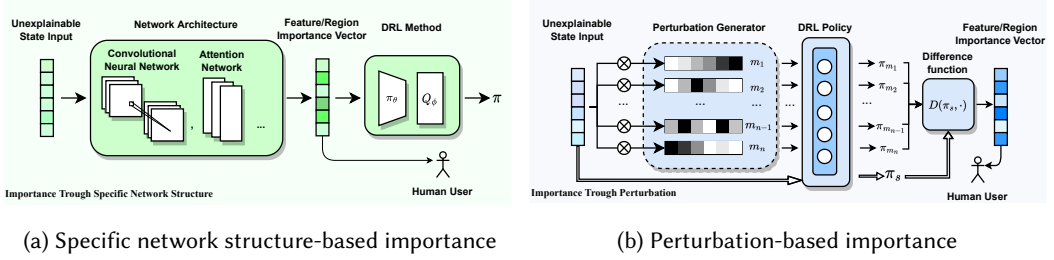 Unexplainable
State Input
Network Architecture
Convolutional
Neural Network
Attention
Network
,
...
Feature/Region
Importance Vector
DRL Method
π_θ
Q_ϕ
π
Human User
Importance Trough Specific Network Structure
(a) Specific network structure-based importance
Unexplainable
State Input
Perturbation Generator
m_1
m_2
...
...
m_{n−1}
m_n
DRL Policy
π_{m_1}
π_{m_2}
...
π_{m_{n−1}}
π_{m_n}
π_s
Difference
function
D(π_s, ·)
Feature/Region
Importance Vector
Human User
Importance Trough Perturbation
(b) Perturbation-based importance